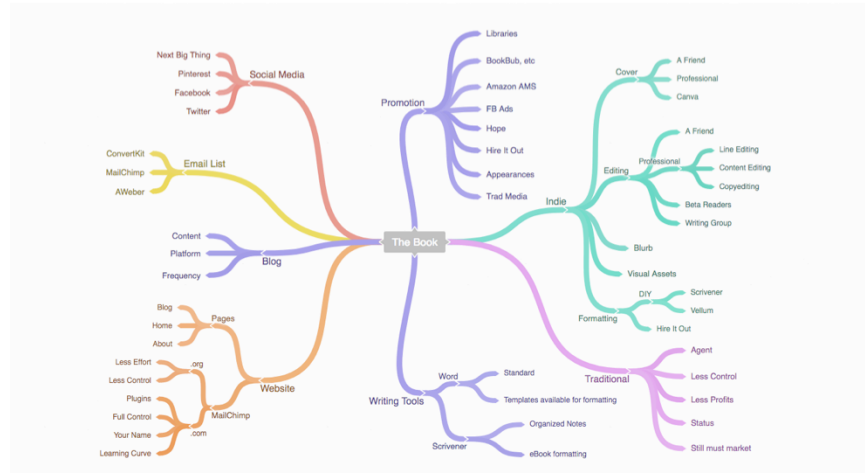 The Book
Social Media
Next Big Thing
Pinterest
Facebook
Twitter
Email List
ConvertKit
MailChimp
AWeber
Blog
Content
Platform
Frequency
Website
Pages
Blog
Home
About
MailChimp
.org
Less Effort
Less Control
.com
Plugins
Full Control
Your Name
Learning Curve
Promotion
Libraries
BookBub, etc
Amazon AMS
FB Ads
Hope
Hire It Out
Appearances
Trad Media
Writing Tools
Word
Standard
Templates available for formatting
Scrivener
Organized Notes
eBook formatting
Indie
Cover
A Friend
Professional
Canva
Editing
A Friend
Professional
Line Editing
Content Editing
Copyediting
Beta Readers
Writing Group
Blurb
Visual Assets
Formatting
DIY
Scrivener
Vellum
Hire It Out
Traditional
Agent
Less Control
Less Profits
Status
Still must market